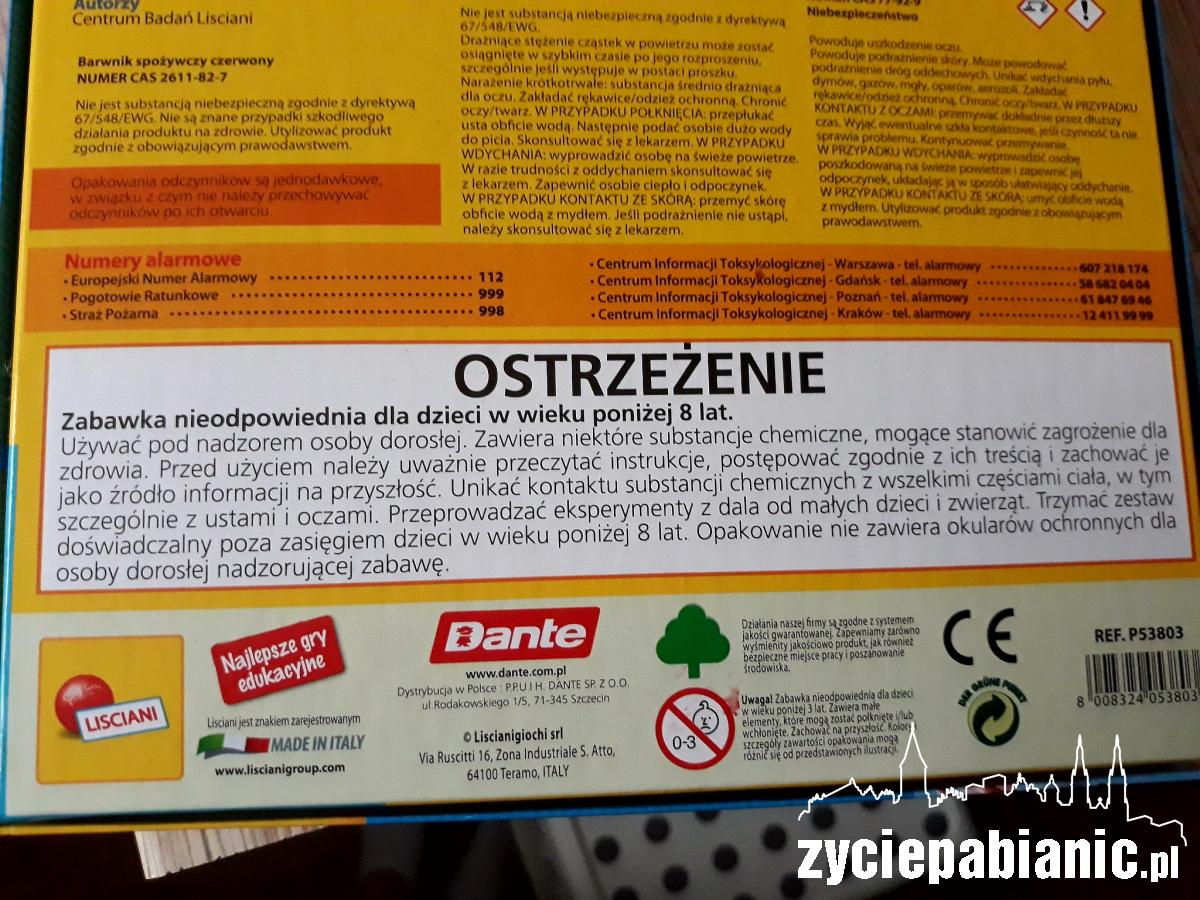 Autorzy
Centrum Badań Lisciani
Barwnik spożywczy czerwony
NUMER CAS 2611-82-7
Nie jest substancją niebezpieczną zgodnie z dyrektywą
67/548/EWG. Nie są znane przypadki szkodliwego
działania produktu na zdrowie. Utylizować produkt
zgodnie z obowiązującym prawodawstwem.
Opakowania odczynników są jednodawkowe,
w związku z czym nie należy przechowywać
odczynników po ich otwarciu.
Nie jest substancją niebezpieczną zgodnie z dyrektywą
67/548/EWG.
Drażniące stężenie cząstek w powietrzu może zostać
osiągnięte w szybkim czasie po jego rozproszeniu,
szczególnie jeśli występuje w postaci proszku.
Narażenie krótkotrwałe: substancja średnio drażniąca
dla oczu. Zakładać rękawice/odzież ochronną. Chronić
oczy/twarz. W PRZYPADKU POŁKNIĘCIA: przepłukać
usta obficie wodą. Następnie podać osobie dużo wody
do picia. Skonsultować się z lekarzem. W PRZYPADKU
WDYCHANIA: wyprowadzić osobę na świeże powietrze.
W razie trudności z oddychaniem skonsultować się
z lekarzem. Zapewnić osobie ciepło i odpoczynek.
W PRZYPADKU KONTAKTU ZE SKÓRĄ: przemyć skórę
obficie wodą z mydłem. Jeśli podrażnienie nie ustąpi,
należy skonsultować się z lekarzem.
Niebezpieczeństwo
Powoduje uszkodzenie oczu.
Powoduje podrażnienie skóry. Może powodować
podrażnienie dróg oddechowych. Unikać wdychania pyłu,
dymów, gazów, mgły, oparów, aerozoli. Zakładać
rękawice/odzież ochronną. Chronić oczy/twarz. W PRZYPADKU
KONTAKTU Z OCZAMI: przemywać dokładnie przez dłuższy
czas. Wyjąć ewentualne szkła kontaktowe, jeśli czynność ta nie
sprawia problemu. Kontynuować przemywanie.
W PRZYPADKU WDYCHANIA: wyprowadzić osobę
poszkodowaną na świeże powietrze i zapewnić jej
odpoczynek, układając ją w sposób ułatwiający oddychanie.
W PRZYPADKU KONTAKTU ZE SKÓRĄ: umyć obficie wodą
z mydłem. Utylizować produkt zgodnie z obowiązującym
prawodawstwem.
Numery alarmowe
• Europejski Numer Alarmowy 112
• Pogotowie Ratunkowe 999
• Straż Pożarna 998
• Centrum Informacji Toksykologicznej - Warszawa - tel. alarmowy 607 218 174
• Centrum Informacji Toksykologicznej - Gdańsk - tel. alarmowy 58 682 04 04
• Centrum Informacji Toksykologicznej - Poznań - tel. alarmowy 61 847 69 46
• Centrum Informacji Toksykologicznej - Kraków - tel. alarmowy 12 411 99 99
OSTRZEŻENIE
Zabawka nieodpowiednia dla dzieci w wieku poniżej 8 lat.
Używać pod nadzorem osoby dorosłej. Zawiera niektóre substancje chemiczne, mogące stanowić zagrożenie dla
zdrowia. Przed użyciem należy uważnie przeczytać instrukcje, postępować zgodnie z ich treścią i zachować je
jako źródło informacji na przyszłość. Unikać kontaktu substancji chemicznych z wszelkimi częściami ciała, w tym
szczególnie z ustami i oczami. Przeprowadzać eksperymenty z dala od małych dzieci i zwierząt. Trzymać zestaw
doświadczalny poza zasięgiem dzieci w wieku poniżej 8 lat. Opakowanie nie zawiera okularów ochronnych dla
osoby dorosłej nadzorującej zabawę.
LISCIANI
Najlepsze gry
edukacyjne
Lisciani jest znakiem zarejestrowanym
MADE IN ITALY
www.liscianigroup.com
Dante
www.dante.com.pl
Dystrybucja w Polsce : P.P.U.I H. DANTE SP. Z O.O.
ul.Rodakowskiego 1/5, 71-345 Szczecin
© Liscianigiochi srl
Via Ruscitti 16, Zona Industriale S. Atto,
64100 Teramo, ITALY
Działania naszej firmy są zgodne z systemem
jakości gwarantowanej. Zapewniamy zarówno
wyśmienity jakościowo produkt, jak również
bezpieczne miejsce pracy i poszanowanie
środowiska.
0-3
Uwaga! Zabawka nieodpowiednia dla dzieci
w wieku poniżej 3 lat. Zawiera małe
elementy, które mogą zostać połknięte i/lub
wchłonięte. Zachować na przyszłość. Kolory
szczegóły zawartości opakowania mogą
różnić się od przedstawionych ilustracji.
CE
DER GRÜNE PUNKT
REF. P53803
8 008324 053803
zyciepabianic.pl